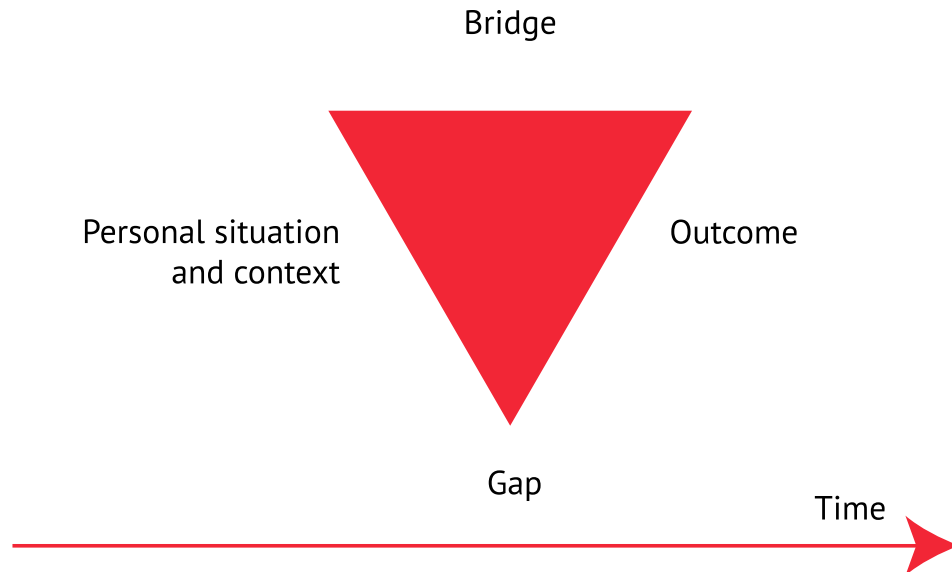 Bridge
Personal situation
and context
Outcome
Gap
Time